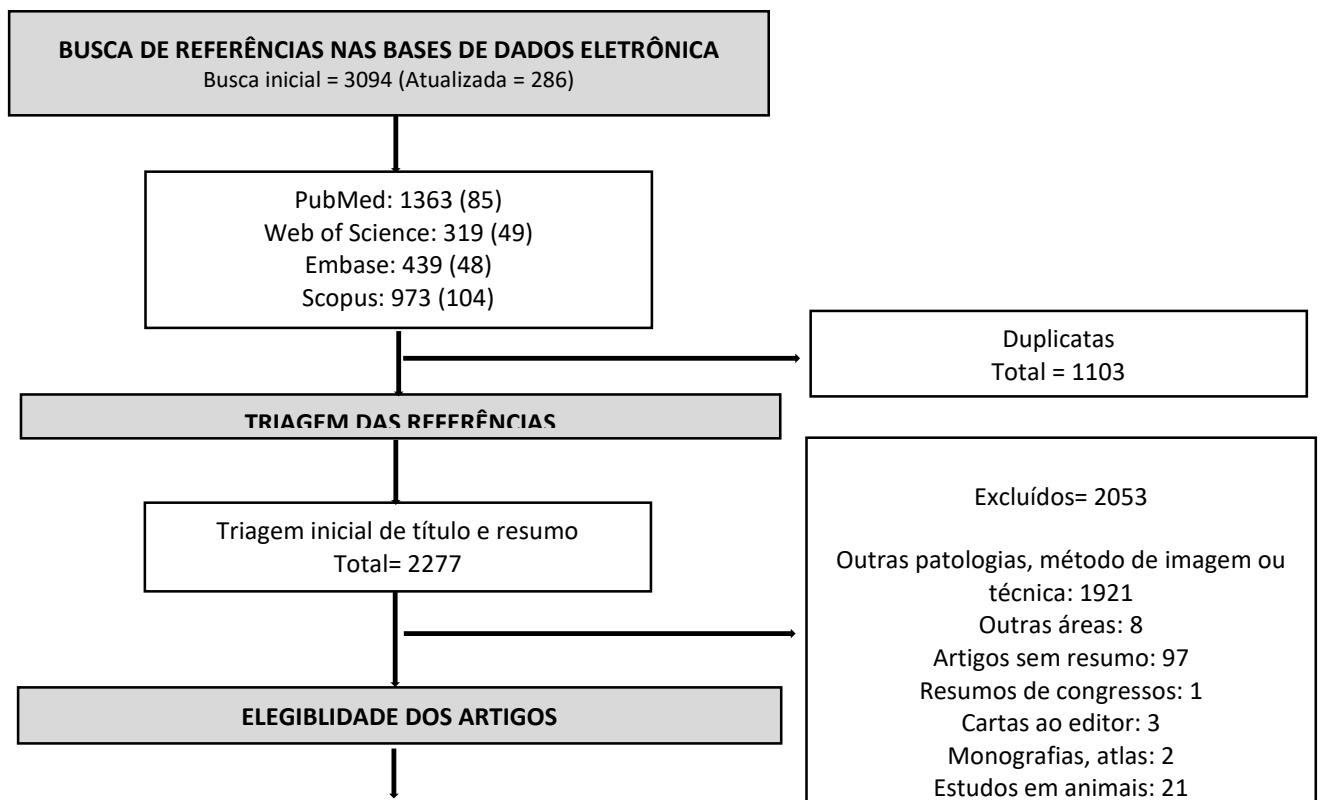 BUSCA DE REFERÊNCIAS NAS BASES DE DADOS ELETRÔNICA
Busca inicial = 3094 (Atualizada = 286)
PubMed: 1363 (85)
Web of Science: 319 (49)
Embase: 439 (48)
Scopus: 973 (104)
Duplicatas
Total = 1103
TRIAGEM DAS REFERÊNCIAS
Triagem inicial de título e resumo
Total= 2277
Excluídos= 2053
Outras patologias, método de imagem ou
técnica: 1921
Outras áreas: 8
Artigos sem resumo: 97
Resumos de congressos: 1
Cartas ao editor: 3
Monografias, atlas: 2
Estudos em animais: 21
ELEGIBLIDADE DOS ARTIGOS